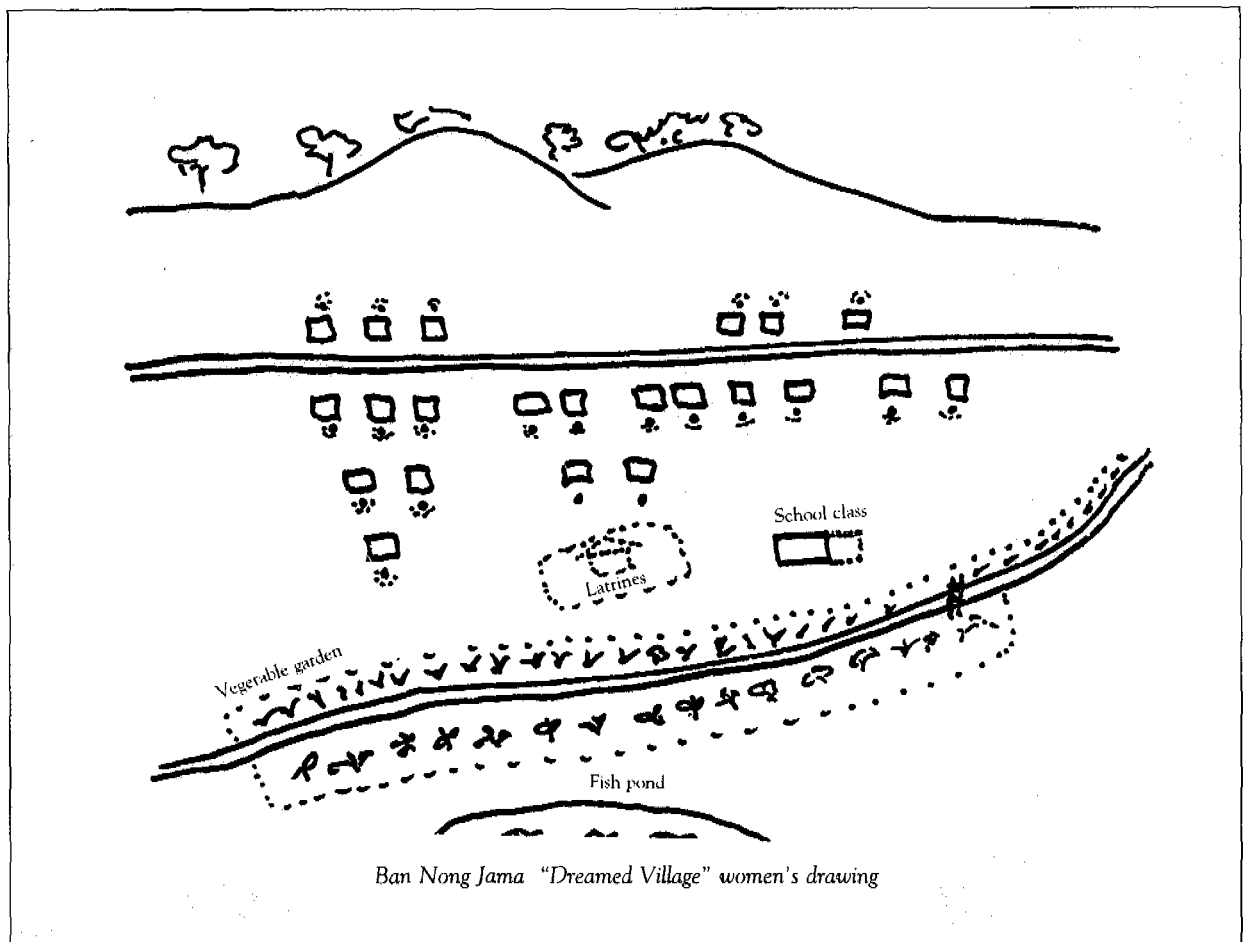 School class
Latrines
Vegetable garden
Fish pond
Ban Nong Jama "Dreamed Village" women's drawing